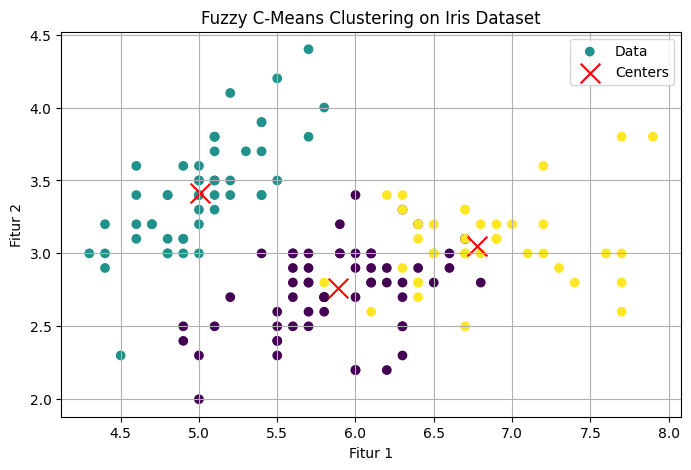 Fuzzy C-Means Clustering on Iris Dataset
4.5
4.0
3.5
3.0
2.5
2.0
Fitur 2
Data
Centers
4.5 5.0 5.5 6.0 6.5 7.0 7.5 8.0
Fitur 1